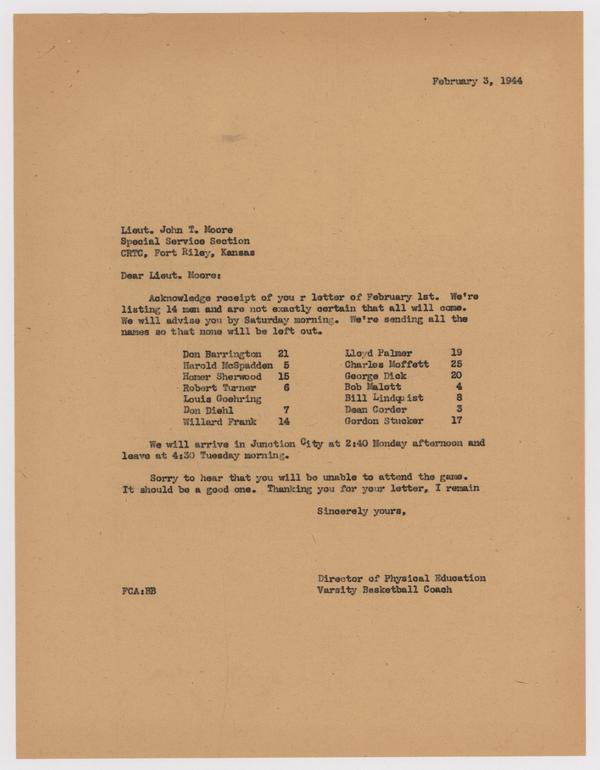 February 3, 1944
Lieut. John T. Moore
Special Service Section
CRTC, Fort Riley, Kansas
Dear Lieut. Moore:
Acknowledge receipt of you r letter of February 1st. We're
listing 14 men and are not exactly certain that all will come.
We will advise you by Saturday morning. We're sending all the
names so that none will be left out.
Don Barrington 21 Lloyd Palmer 19
Harold McSpadden 5 Charles Moffett 25
Homer Sherwood 15 George Dick 20
Robert Turner 6 Bob Malott 4
Louis Goehring Bill Lindquist 8
Don Diehl 7 Dean Corder 3
Willard Frank 14 Gordon Stucker 17
We will arrive in Junction City at 2:40 Monday afternoon and
leave at 4:30 Tuesday morning.
Sorry to hear that you will be unable to attend the game.
It should be a good one. Thanking you for your letter, I remain
Sincerely yours,
Director of Physical Education
FCA:BB Varsity Basketball Coach